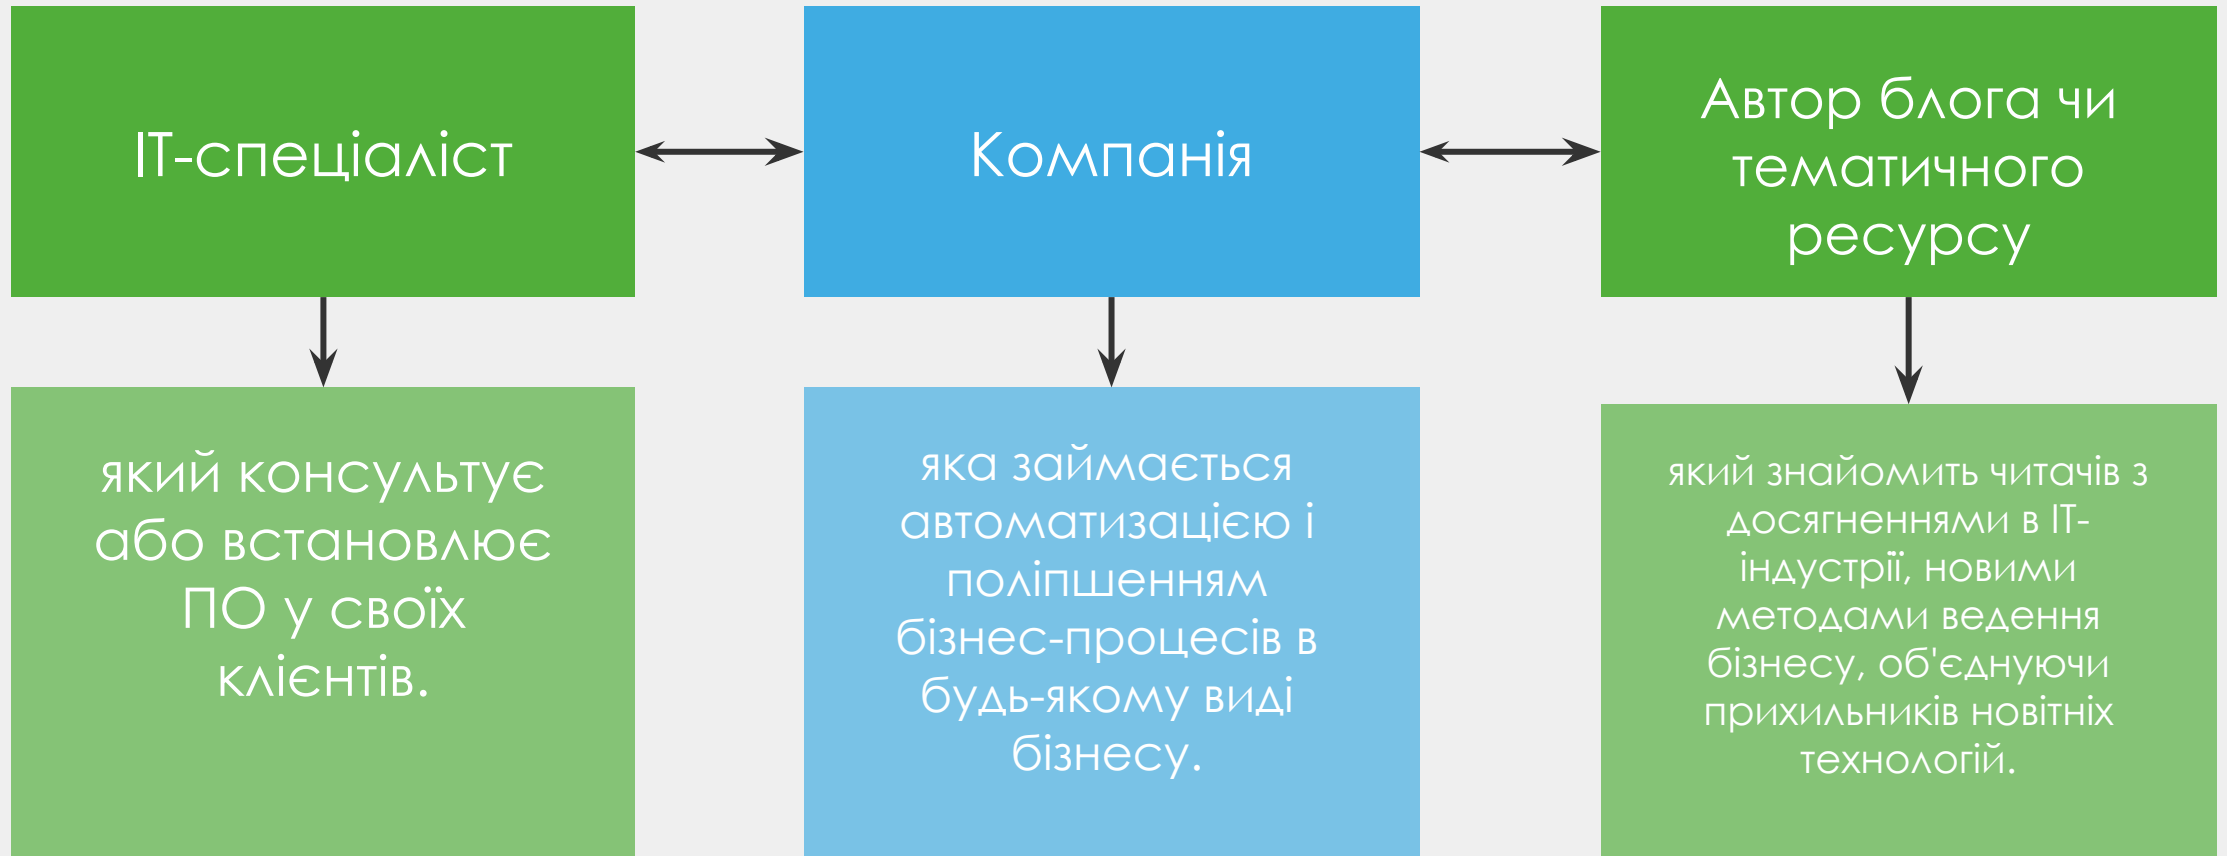 ІТ-спеціаліст
Компанія
Автор блога чи
тематичного
ресурсу
який консультує
або встановлює
ПО у своїх
клієнтів.
яка займається
автоматизацією і
поліпшенням
бізнес-процесів в
будь-якому виді
бізнесу.
який знайомить читачів з
досягненнями в ІТ-
індустрії, новими
методами ведення
бізнесу, об'єднуючи
прихильників новітніх
технологій.